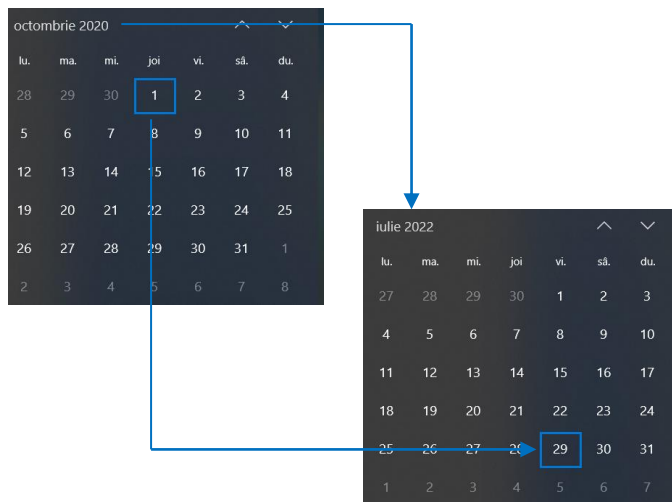 octombrie 2020
lu. ma. mi. joi vi. sâ. du.
28 29 30 1 2 3 4
5 6 7 8 9 10 11
12 13 14 15 16 17 18
19 20 21 22 23 24 25
26 27 28 29 30 31 1
2 3 4 5 6 7 8
iulie 2022
lu. ma. mi. joi vi. sâ. du.
27 28 29 30 1 2 3
4 5 6 7 8 9 10
11 12 13 14 15 16 17
18 19 20 21 22 23 24
25 26 27 28 29 30 31
1 2 3 4 5 6 7